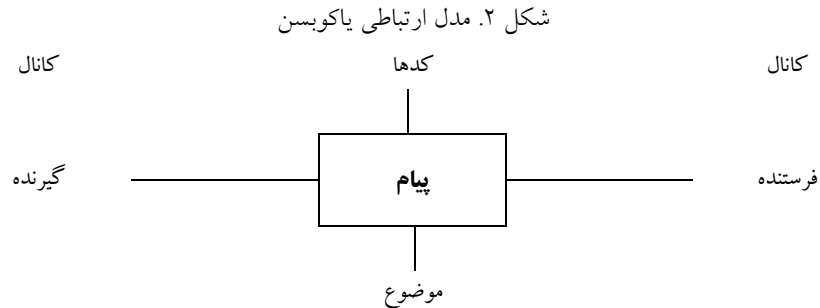 شکل ۲. مدل ارتباطی یاکوبسن
کانال کدها کانال
فرستنده پیام گیرنده
موضوع